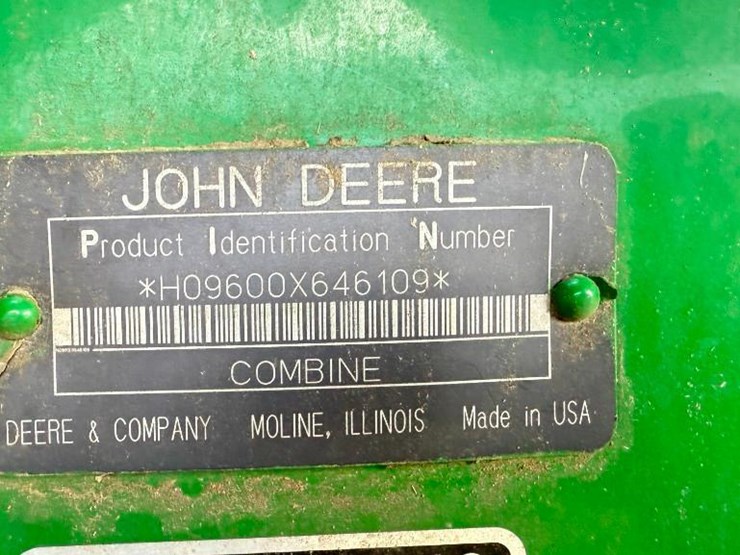 JOHN DEERE
Product Identification Number
*H09600X646109*
COMBINE
DEERE & COMPANY MOLINE, ILLINOIS Made in USA